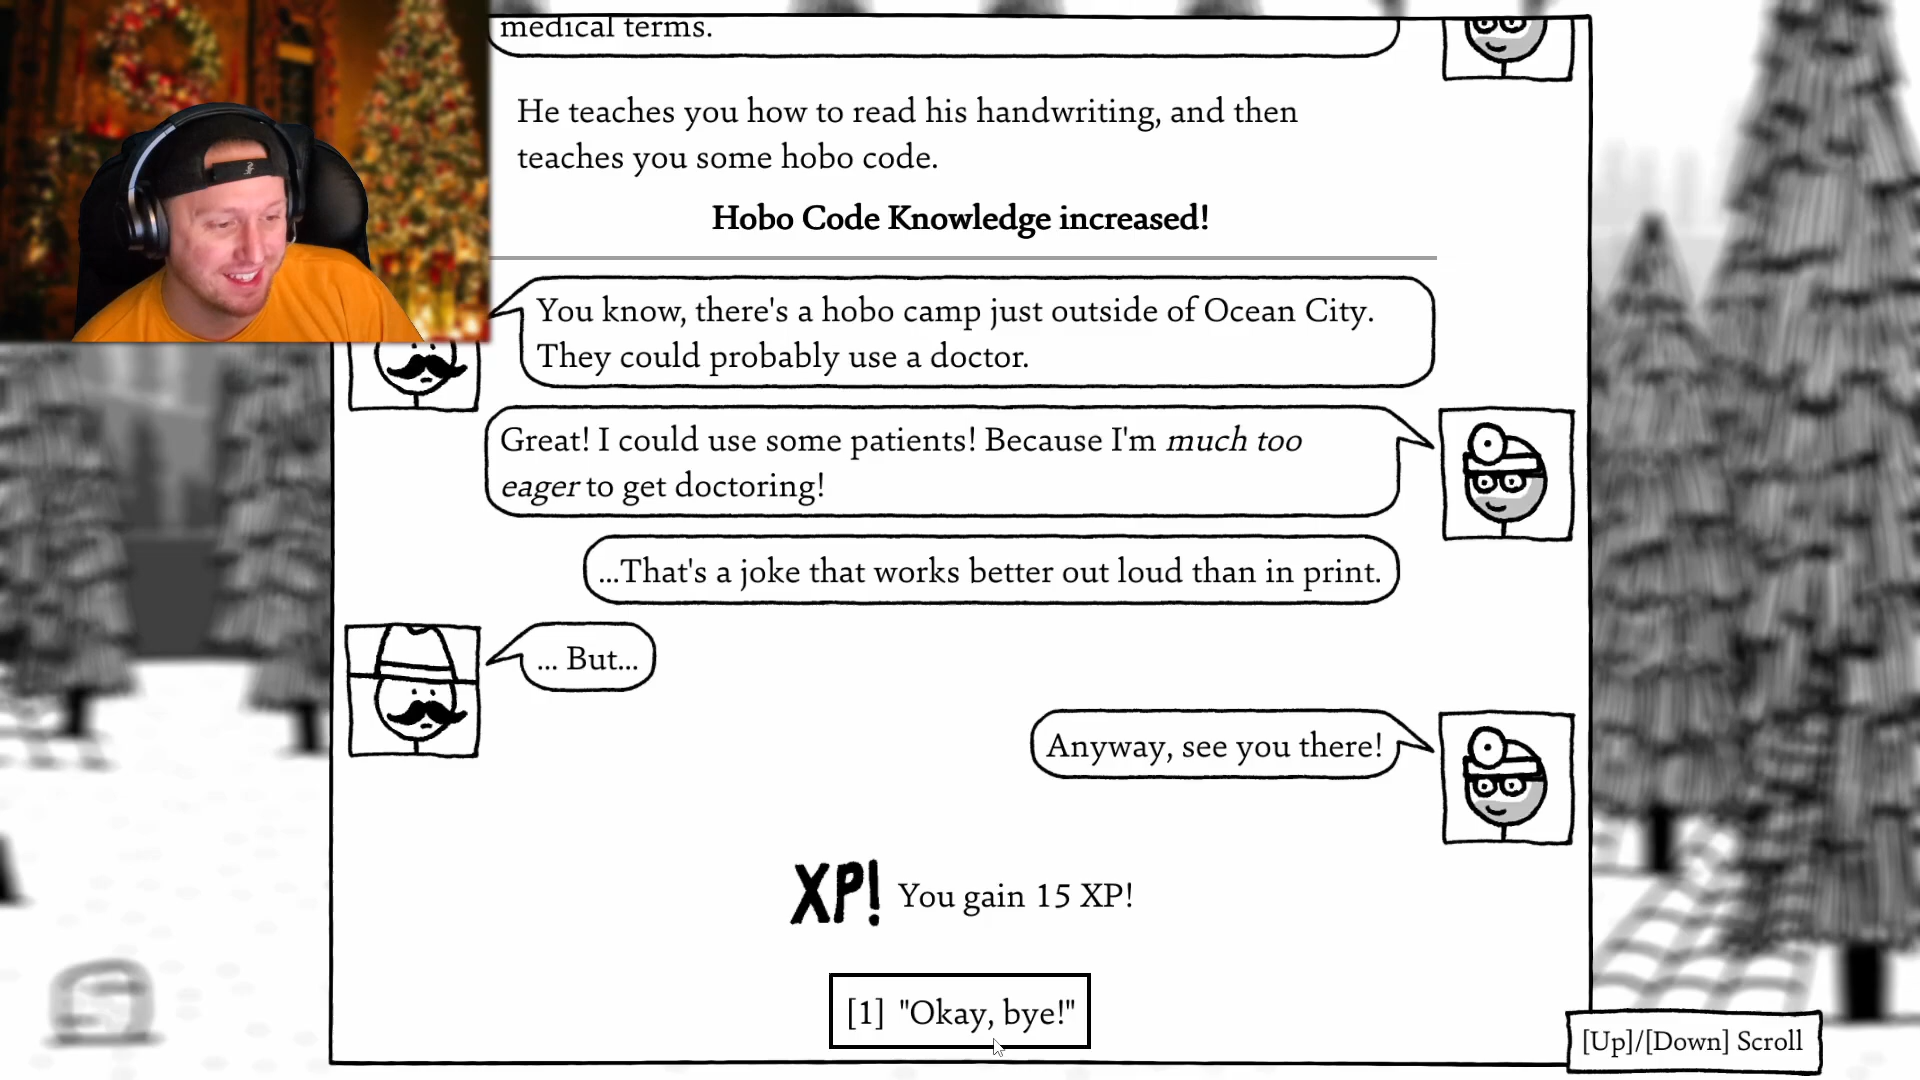 medical terms.
He teaches you how to read his handwriting, and then
teaches you some hobo code.
Hobo Code Knowledge increased!
You know, there's a hobo camp just outside of Ocean City.
They could probably use a doctor.
Great! I could use some patients! Because I'm much too
eager to get doctoring!
...That's a joke that works better out loud than in print.
... But...
Anyway, see you there!
XP! You gain 15 XP!
[1] "Okay, bye!"
[Up]/[Down] Scroll